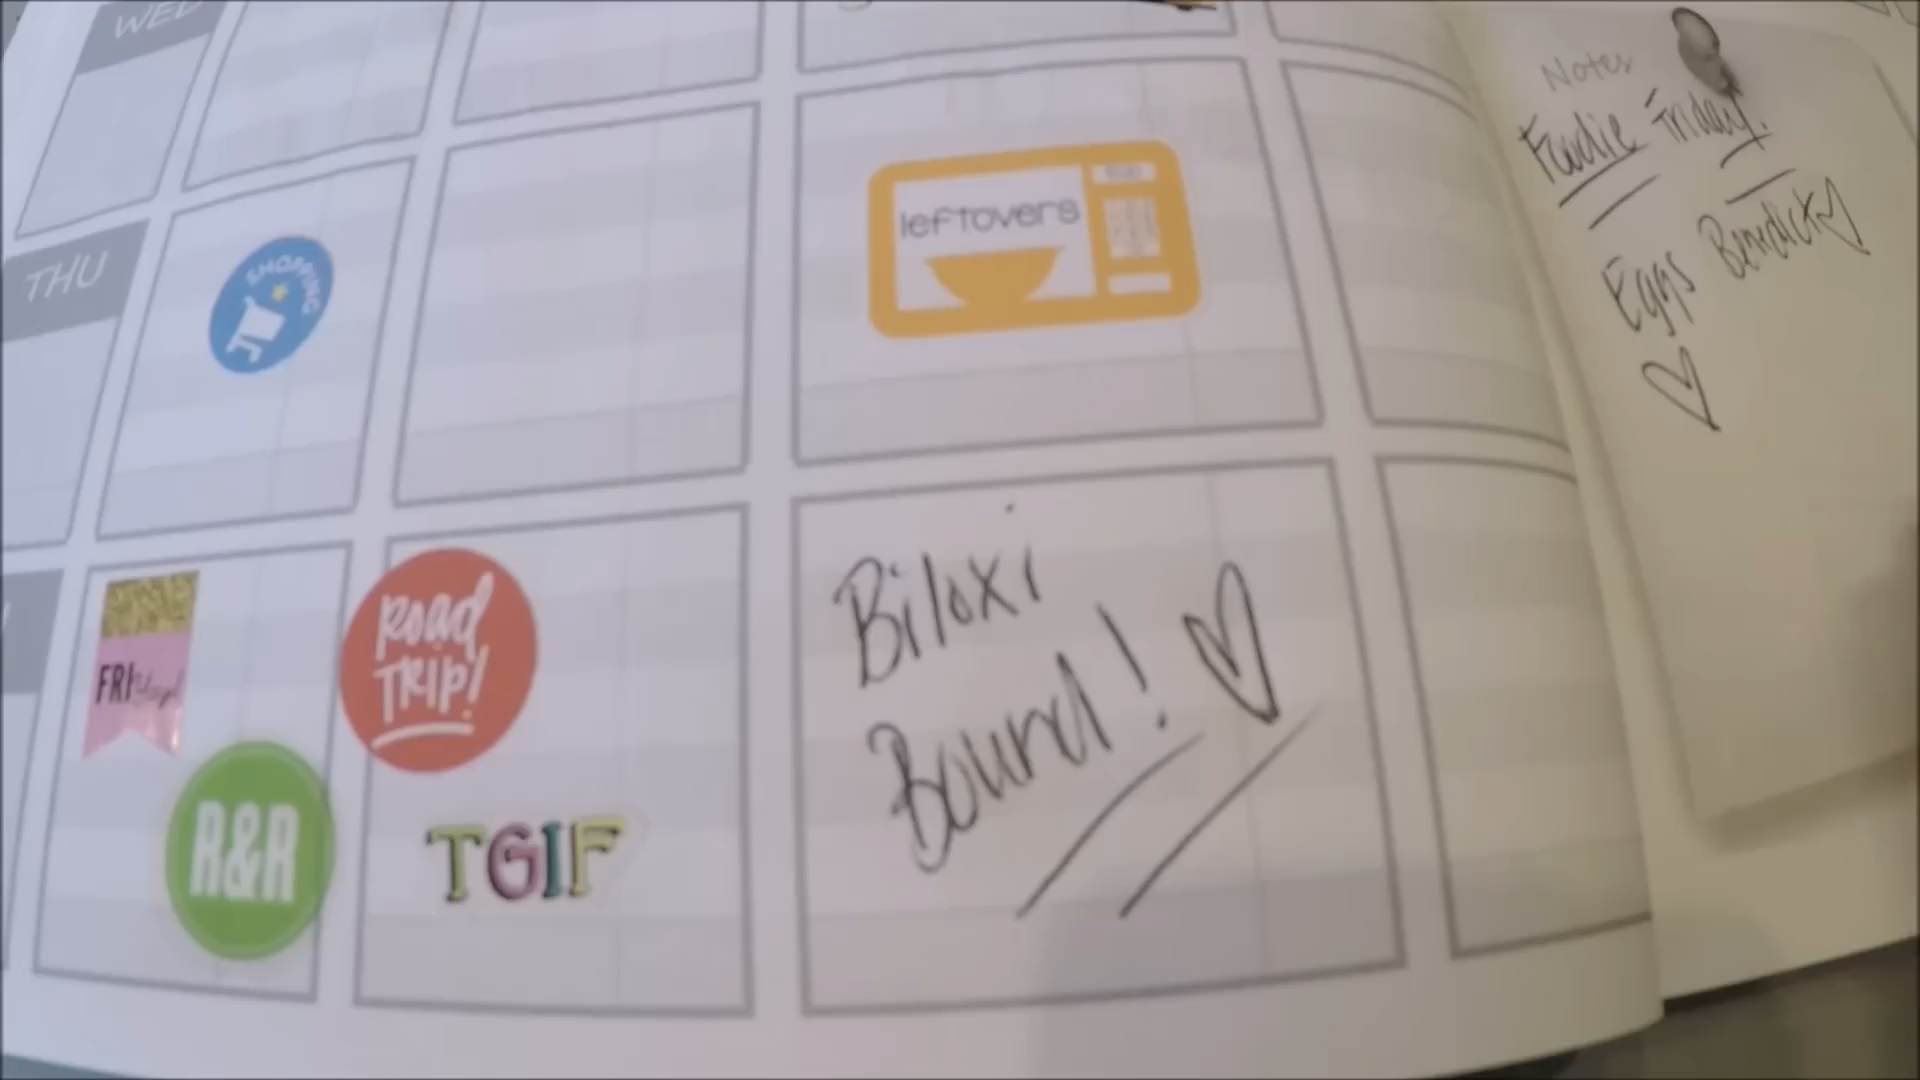 WED
THU
SHOPPING
leftovers
FRI
ROAD
TRIP!
R&R
TGIF
Biloxi
Bound!
Notes
Foodie Friday!
Eggs Benedict